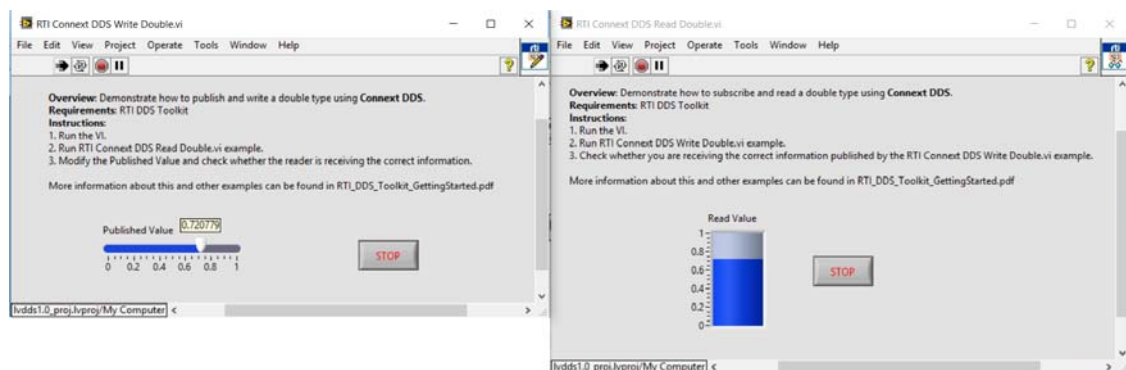 RTI Connext DDS Write Double.vi
File Edit View Project Operate Tools Window Help
rti
Overview: Demonstrate how to publish and write a double type using Connext DDS.
Requirements: RTI DDS Toolkit
Instructions:
1. Run the VI.
2. Run RTI Connext DDS Read Double.vi example.
3. Modify the Published Value and check whether the reader is receiving the correct information.
More information about this and other examples can be found in RTI_DDS_Toolkit_GettingStarted.pdf
Published Value 0.720779
0 0.2 0.4 0.6 0.8 1
STOP
lvdds1.0_proj.lvproj/My Computer
RTI Connext DDS Read Double.vi
File Edit View Project Operate Tools Window Help
rti
Overview: Demonstrate how to subscribe and read a double type using Connext DDS.
Requirements: RTI DDS Toolkit
Instructions:
1. Run the VI.
2. Run RTI Connext DDS Write Double.vi example.
3. Check whether you are receiving the correct information published by the RTI Connext DDS Write Double.vi example.
More information about this and other examples can be found in RTI_DDS_Toolkit_GettingStarted.pdf
Read Value
1
0.8
0.6
0.4
0.2
0
STOP
lvdds1.0_proj.lvproj/My Computer